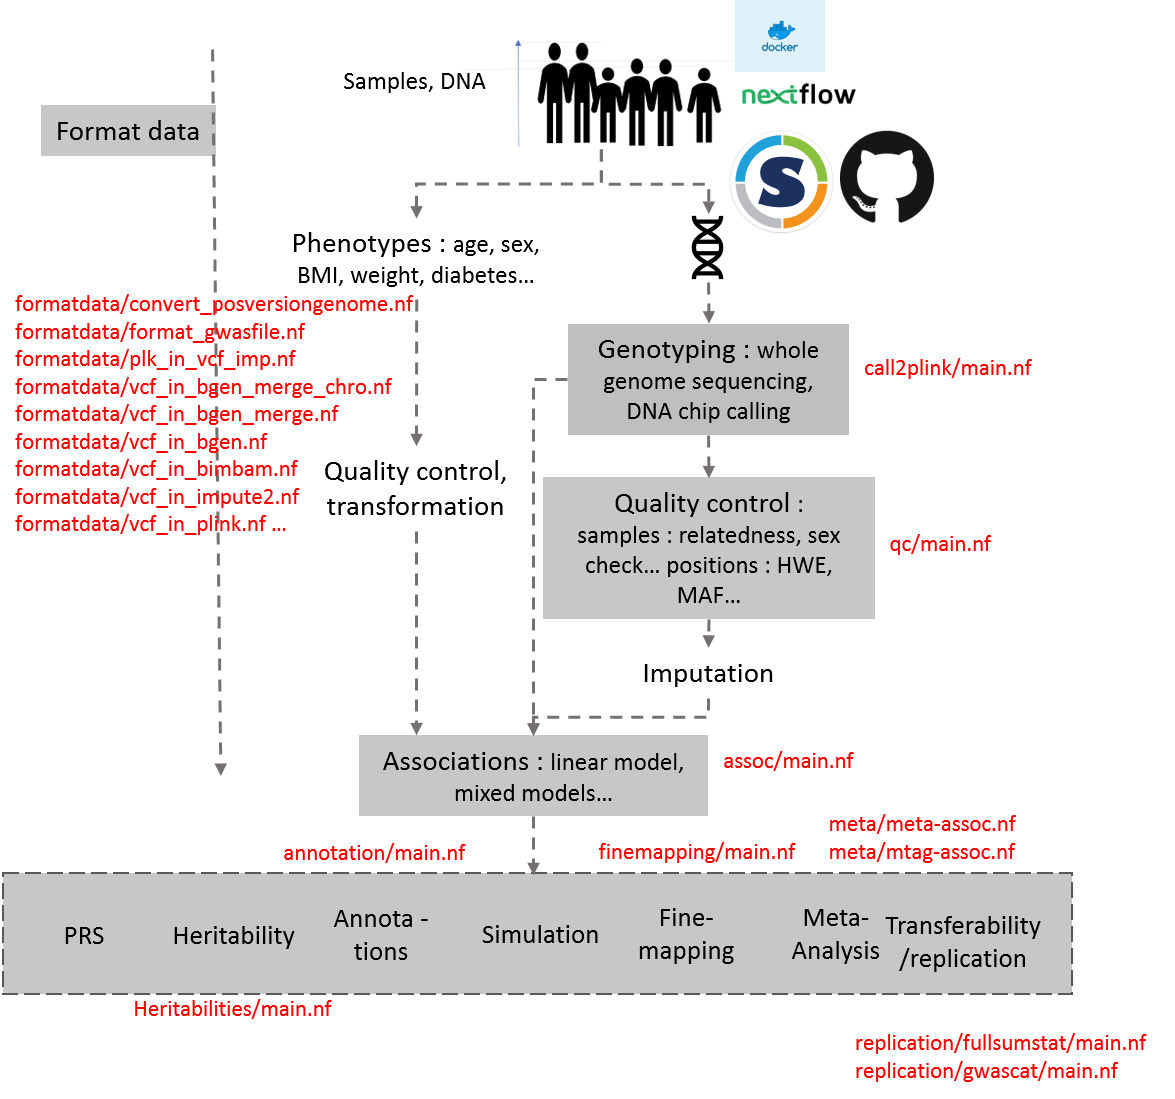 docker
Samples, DNA
nextflow
Format data
S
Phenotypes : age, sex,
BMI, weight, diabetes...
formatdata/convert_posversiongenome.nf
formatdata/format_gwasfile.nf
formatdata/plk_in_vcf_imp.nf
formatdata/vcf_in_bgen_merge_chro.nf
formatdata/vcf_in_bgen_merge.nf
formatdata/vcf_in_bgen.nf
formatdata/vcf_in_bimbam.nf
formatdata/vcf_in_impute2.nf
formatdata/vcf_in_plink.nf ...
Genotyping : whole
genome sequencing,
DNA chip calling
call2plink/main.nf
Quality control,
transformation
Quality control :
samples : relatedness, sex
check... positions : HWE,
MAF...
qc/main.nf
Imputation
Associations : linear model,
mixed models...
assoc/main.nf
meta/meta-assoc.nf
meta/mtag-assoc.nf
annotation/main.nf
finemapping/main.nf
PRS
Heritability
Annota -
tions
Simulation
Fine-
mapping
Meta-
Analysis
Transferability
/replication
Heritabilities/main.nf
replication/fullsumstat/main.nf
replication/gwascat/main.nf